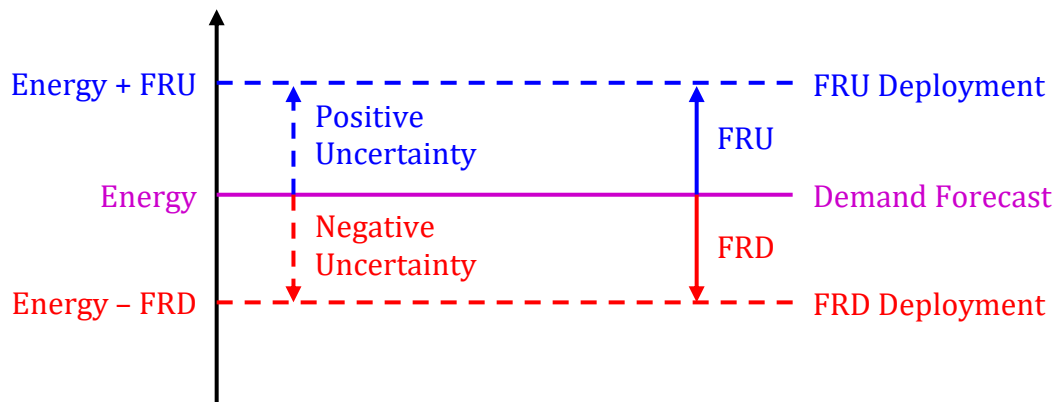 Energy + FRU
FRU Deployment
Positive
Uncertainty
FRU
Energy
Demand Forecast
Negative
Uncertainty
FRD
Energy – FRD
FRD Deployment